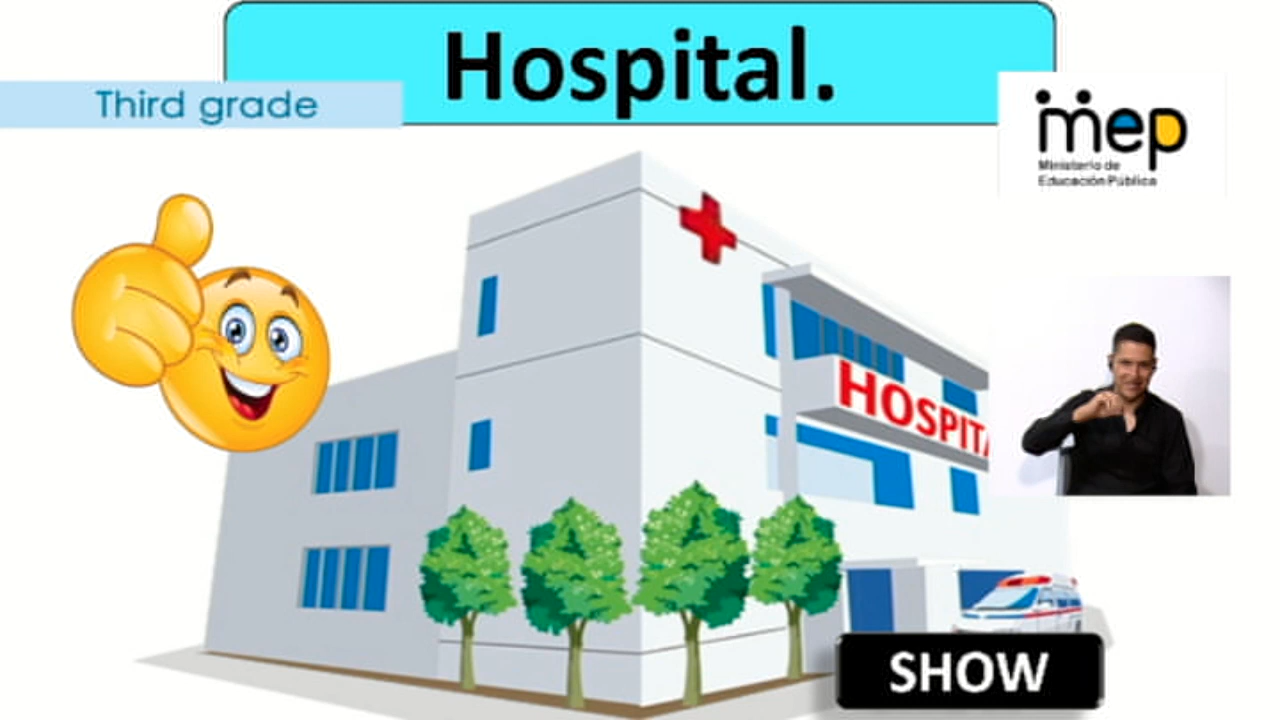 Hospital.
Third grade
mep
Ministerio de
Educación Pública
HOSPITA
SHOW